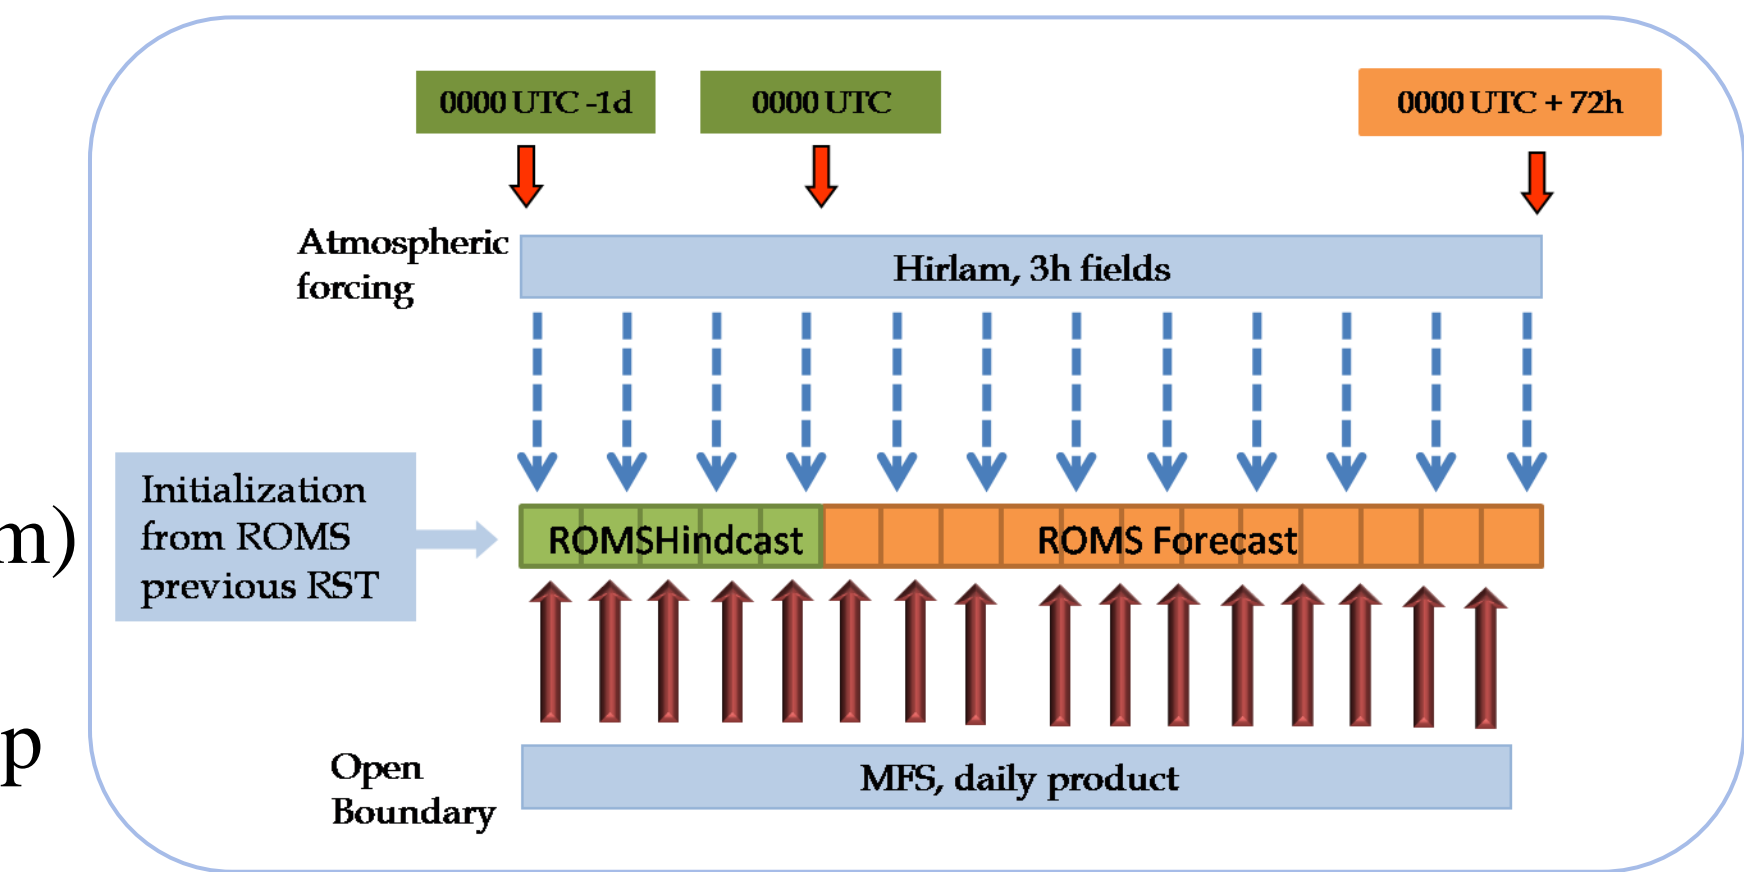 0000 UTC -1d
0000 UTC
0000 UTC + 72h
Atmospheric
forcing
Hirlam, 3h fields
Initialization
from ROMS
previous RST
m)
ROMSHindcast
ROMS Forecast
p
Open
Boundary
MFS, daily product